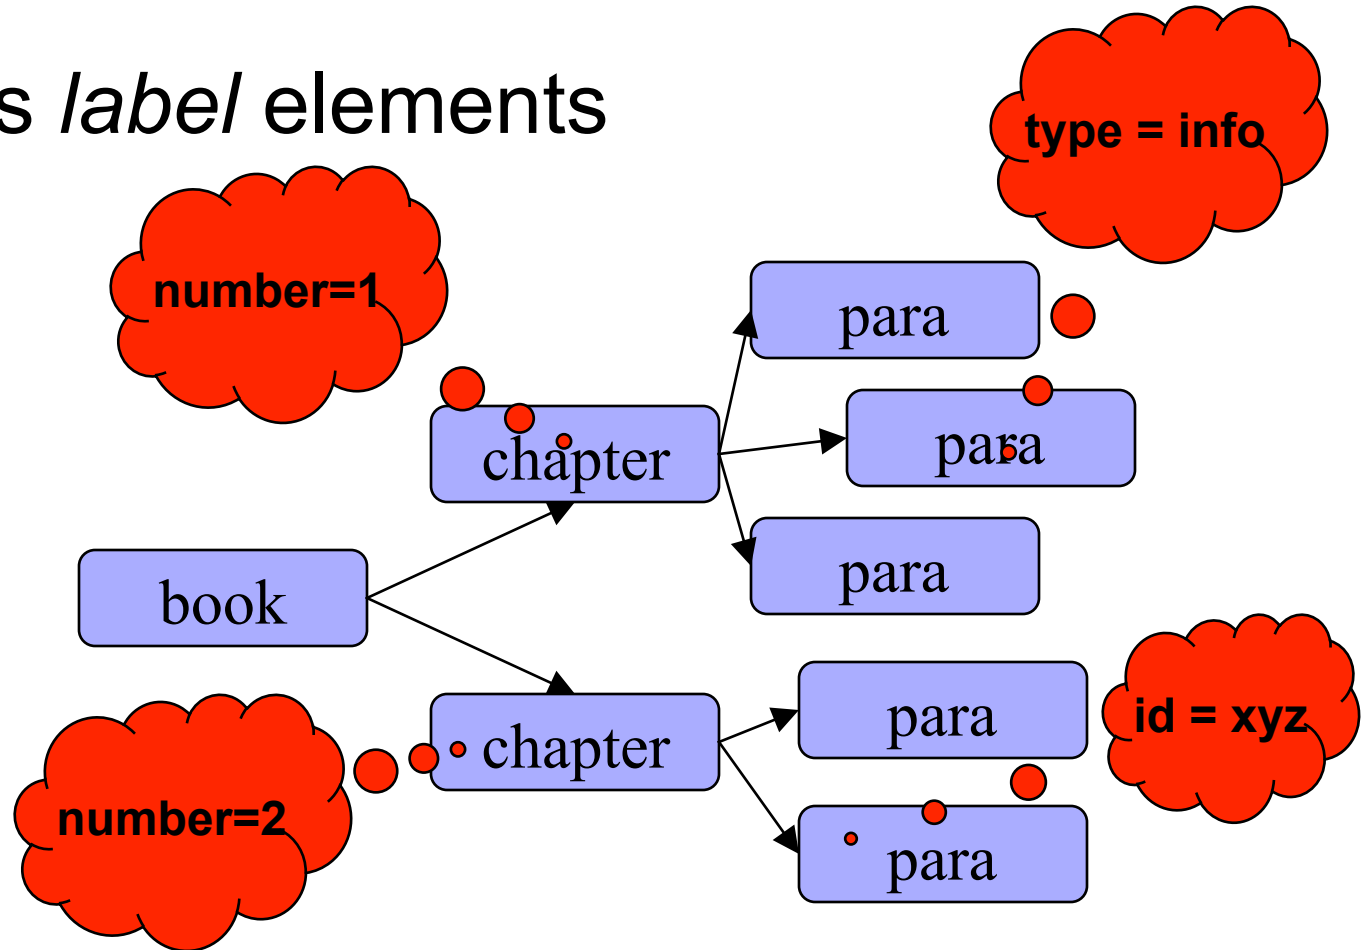 s label elements
type = info
number=1
para
para
chapter
para
book
para
id = xyz
chapter
number=2
para